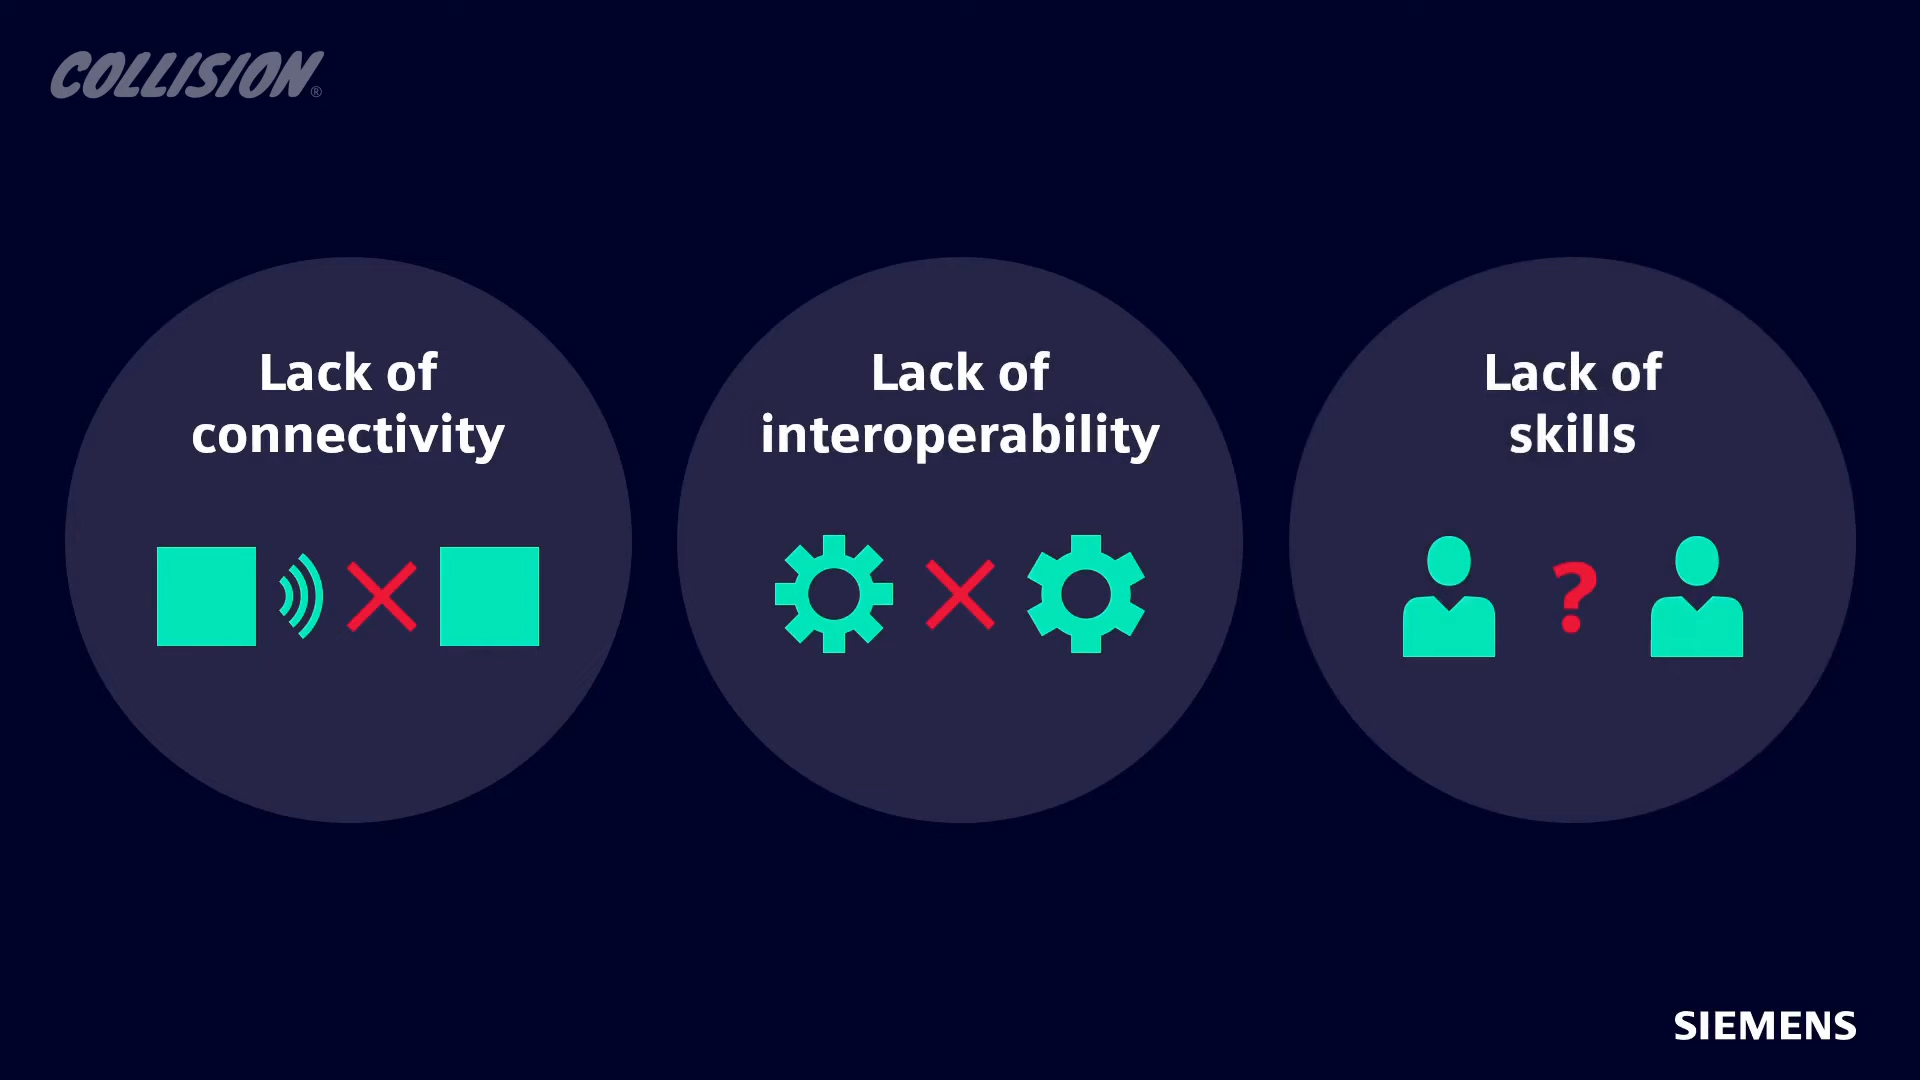 COLLISION®
Lack of
connectivity
Lack of
interoperability
Lack of
skills
?
SIEMENS